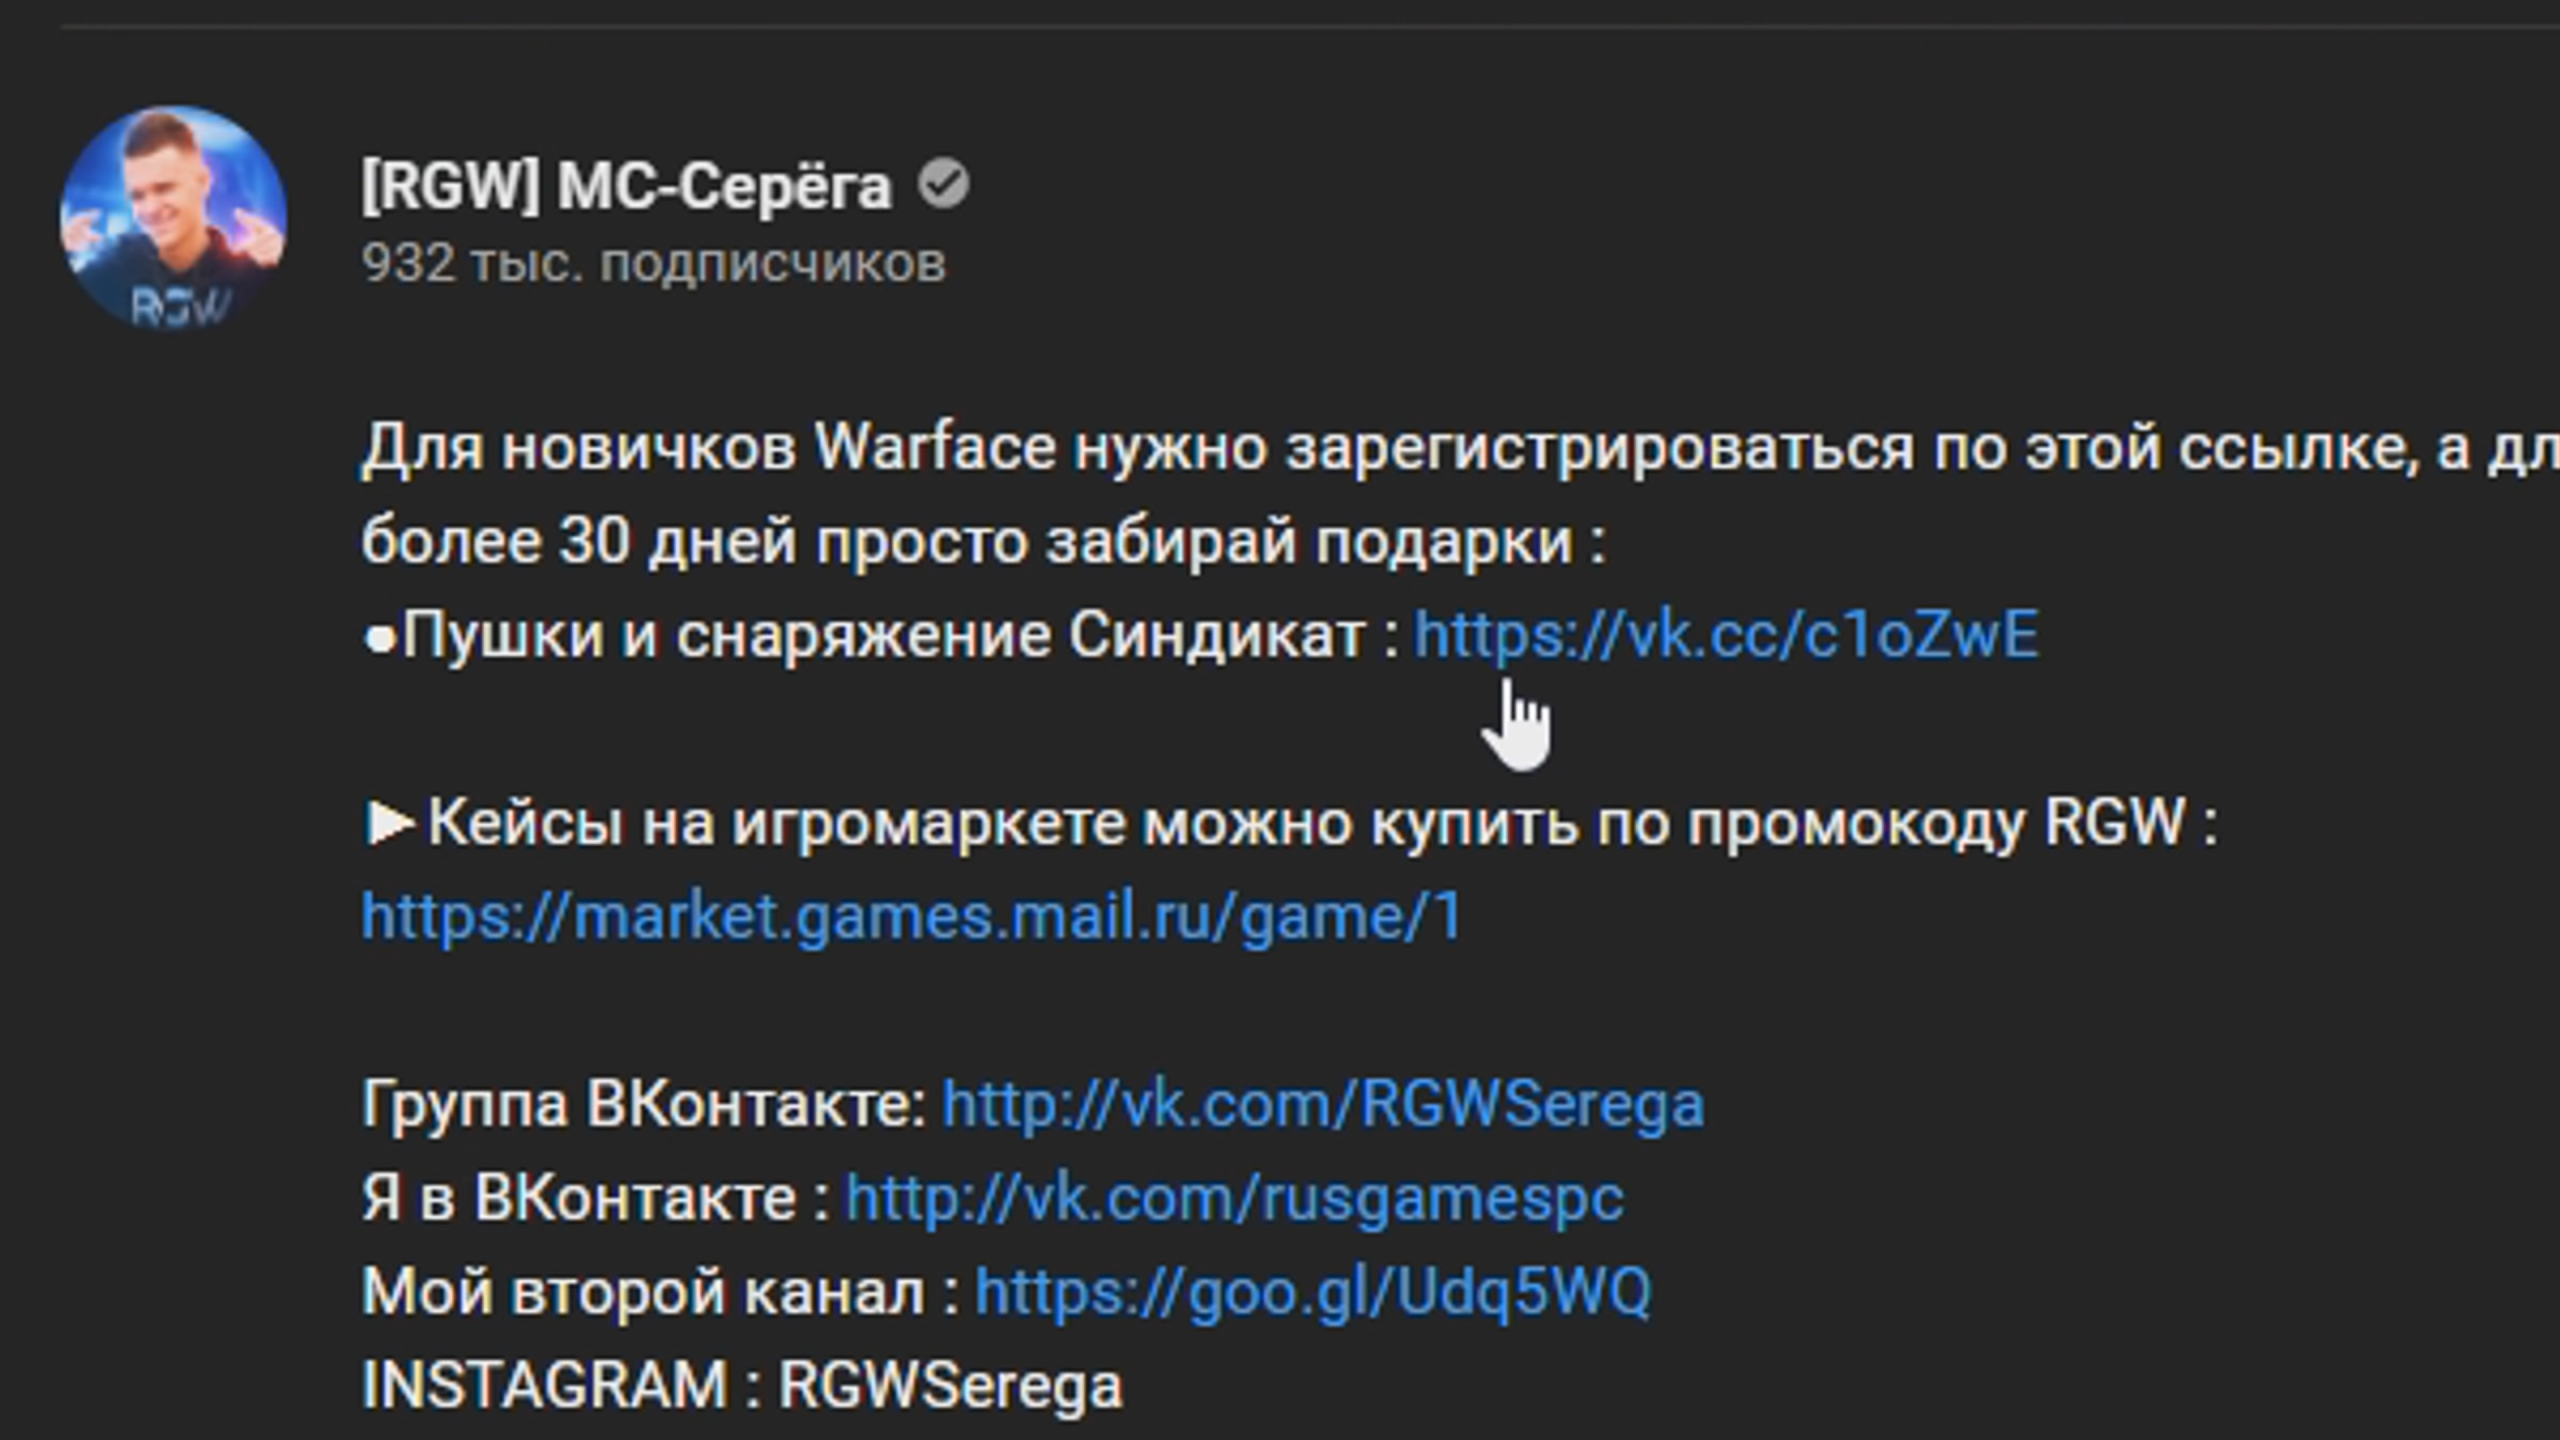 [RGW] МС-Серёга
932 тыс. подписчиков
RGW
Для новичков Warface нужно зарегистрироваться по этой ссылке, а
более 30 дней просто забирай подарки :
●Пушки и снаряжение Синдикат : https://vk.cc/c1oZwE
►Кейсы на игромаркете можно купить по промокоду RGW :
https://market.games.mail.ru/game/1
Группа ВКонтакте: http://vk.com/RGWSerega
Я в ВКонтакте : http://vk.com/rusgamespc
Мой второй канал : https://goo.gl/Udq5WQ
INSTAGRAM : RGWSerega